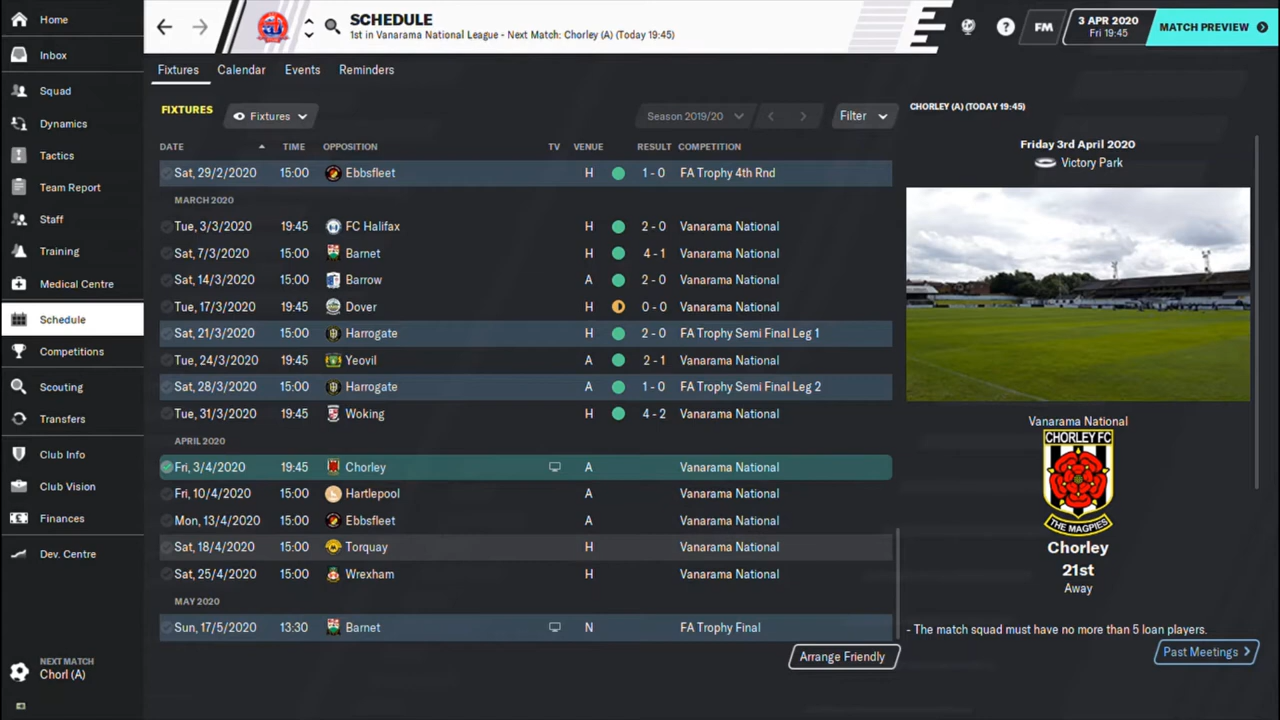 Home
Inbox
Squad
Dynamics
Tactics
Team Report
Staff
Training
Medical Centre
Schedule
Competitions
Scouting
Transfers
Club Info
Club Vision
Finances
Dev. Centre
NEXT MATCH
Chorl (A)
SCHEDULE
1st in Vanarama National League - Next Match: Chorley (A) (Today 19:45)
? FM 3 APR 2020
Fri 19:45
MATCH PREVIEW
Fixtures Calendar Events Reminders
FIXTURES Fixtures Season 2019/20 Filter
DATE TIME OPPOSITION TV VENUE RESULT COMPETITION
Sat, 29/2/2020 15:00 Ebbsfleet H 1 - 0 FA Trophy 4th Rnd
MARCH 2020
Tue, 3/3/2020 19:45 FC Halifax H 2 - 0 Vanarama National
Sat, 7/3/2020 15:00 Barnet H 4 - 1 Vanarama National
Sat, 14/3/2020 15:00 Barrow A 2 - 0 Vanarama National
Tue, 17/3/2020 19:45 Dover H 0 - 0 Vanarama National
Sat, 21/3/2020 15:00 Harrogate H 2 - 0 FA Trophy Semi Final Leg 1
Tue, 24/3/2020 19:45 Yeovil A 2 - 1 Vanarama National
Sat, 28/3/2020 15:00 Harrogate A 1 - 0 FA Trophy Semi Final Leg 2
Tue, 31/3/2020 19:45 Woking H 4 - 2 Vanarama National
APRIL 2020
Fri, 3/4/2020 19:45 Chorley A Vanarama National
Fri, 10/4/2020 15:00 Hartlepool A Vanarama National
Mon, 13/4/2020 15:00 Ebbsfleet A Vanarama National
Sat, 18/4/2020 15:00 Torquay H Vanarama National
Sat, 25/4/2020 15:00 Wrexham H Vanarama National
MAY 2020
Sun, 17/5/2020 13:30 Barnet N FA Trophy Final
Arrange Friendly
CHORLEY (A) (TODAY 19:45)
Friday 3rd April 2020
Victory Park
Vanarama National
CHORLEY FC
THE MAGPIES
Chorley
21st
Away
- The match squad must have no more than 5 loan players.
Past Meetings